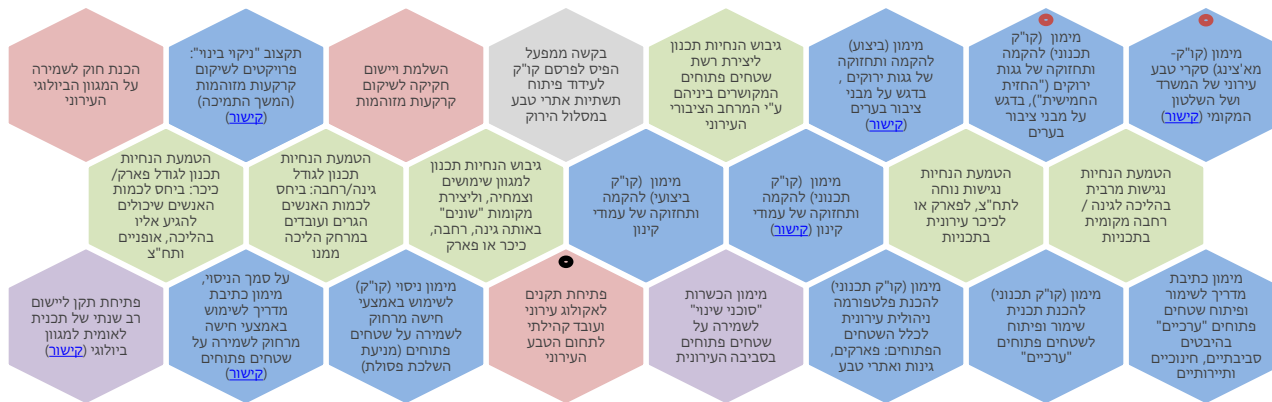 מימון (קו"ק-
מא'צינג) סקרי טבע
עירוני של המשרד
ושל השלטון
המקומי (קישור)
מימון (קו"ק
תכנוני) להקמה
ותחזוקה של גגות
ירוקים ("החזית
החמישית"), בדגש
על מבני ציבור
בערים
מימון (ביצוע)
להקמה ותחזוקה
של גגות ירוקים ,
בדגש על מבני
ציבור בערים
(קישור)
גיבוש הנחיות תכנון
ליצירת רשת
שטחים פתוחים
המקושרים ביניהם
ע"י המרחב הציבורי
העירוני
בקשה ממפעל
הפיס לפרסם קו"ק
לעידוד פיתוח
תשתיות אתרי טבע
במסלול הירוק
השלמת ויישום
חקיקה לשיקום
קרקעות מזוהמות
תקצוב "ניקוי בינוי":
פרויקטים לשיקום
קרקעות מזוהמות
(המשך התמיכה)
(קישור)
הכנת חוק לשמירה
על המגוון הביולוגי
העירוני
הטמעת הנחיות
נגישות מרבית
בהליכה לגינה /
רחבה מקומית
בתכניות
הטמעת הנחיות
נגישות נוחה
לתח"צ, לפארק או
לכיכר עירונית
בתכניות
מימון (קו"ק
תכנוני) להקמה
ותחזוקה של עמודי
קינון (קישור)
מימון (קו"ק
ביצועי) להקמה
ותחזוקה של עמודי
קינון
גיבוש הנחיות תכנון
למגוון שימושים
וצמחיה, וליצירת
מקומות "שונים"
באותה גינה, רחבה,
כיכר או פארק
הטמעת הנחיות
תכנון לגודל
גינה/רחבה: ביחס
לכמות האנשים
הגרים ועובדים
במרחק הליכה
ממנו
הטמעת הנחיות
תכנון לגודל פארק/
כיכר: ביחס לכמות
האנשים שיכולים
להגיע אליו
בהליכה, אופניים
ותח"צ
מימון כתיבת
מדריך לשימור
ופיתוח שטחים
פתוחים "ערכיים"
בהיבטים
סביבתיים, חינוכיים
ותיירותיים
מימון (קו"ק תכנוני)
להכנת תכנית
שימור ופיתוח
לשטחים פתוחים
"ערכיים"
מימון (קו"ק תכנוני)
להכנת פלטפורמה
ניהולית עירונית
לכלל השטחים
הפתוחים: פארקים,
גינות ואתרי טבע
מימון הכשרות
"סוכני שינוי"
לשמירה על
שטחים פתוחים
בסביבה העירונית
פתיחת תקנים
לאקולוג עירוני
ועובד קהילתי
לתחום הטבע
העירוני
מימון ניסוי (קו"ק)
לשימוש באמצעי
חישה מרחוק
לשמירה על שטחים
פתוחים (מניעת
השלכת פסולת)
על סמך הניסוי,
מימון כתיבת
מדריך לשימוש
באמצעי חישה
מרחוק לשמירה על
שטחים פתוחים
(קישור)
פתיחת תקן ליישום
רב שנתי של תכנית
לאומית למגוון
ביולוגי (קישור)